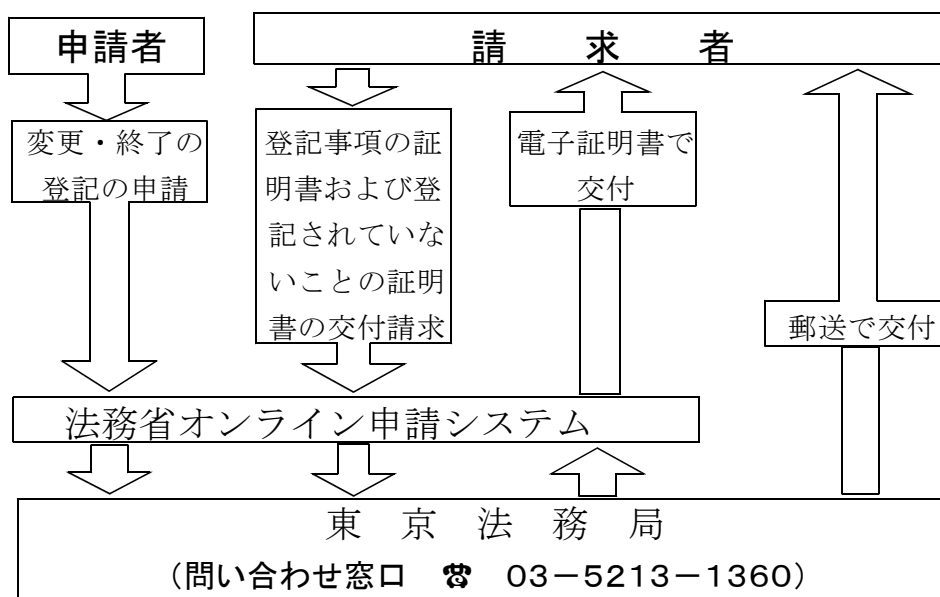 申請者
請求者
変更・終了の
登記の申請
登記事項の証
明書および登
記されていな
いことの証明
書の交付請求
電子証明書で
交付
郵送で交付
法務省オンライン申請システム
東京法務局
(問い合わせ窓口 ☎ 03-5213-1360)